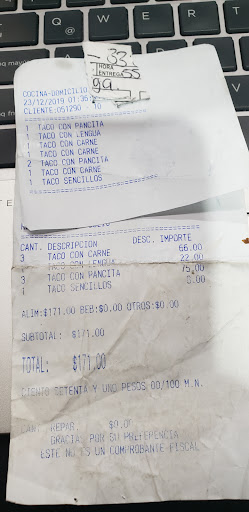 33
HORA
ENTREGA 55
COCINA-DOMICILIO
23/12/2019 01:36
CLIENTE:051290 - 10
1 TACO CON PANCITA
1 TACO CON LENGUA
1 TACO CON CARNE
1 TACO CON CARNE
2 TACO CON PANCITA
1 TACO CON CARNE
1 TACO SENCILLOS
CANT. DESCRIPCION DESC. IMPORTE
3 TACO CON CARNE 66.00
TACO CON LENGUA 22.00
3 TACO CON PANCITA 75.00
1 TACO SENCILLOS 8.00
ALIM:$171.00 BEB:$0.00 OTROS:$0.00
SUBTOTAL: $171.00
TOTAL: $171.00
CIENTO SETENTA Y UNO PESOS 00/100 M.N.
CANT. REPAR. $0.00
GRACIAS POR SU PREFERENCIA
ESTE NO ES UN COMPROBANTE FISCAL
Q
W
E
R
T